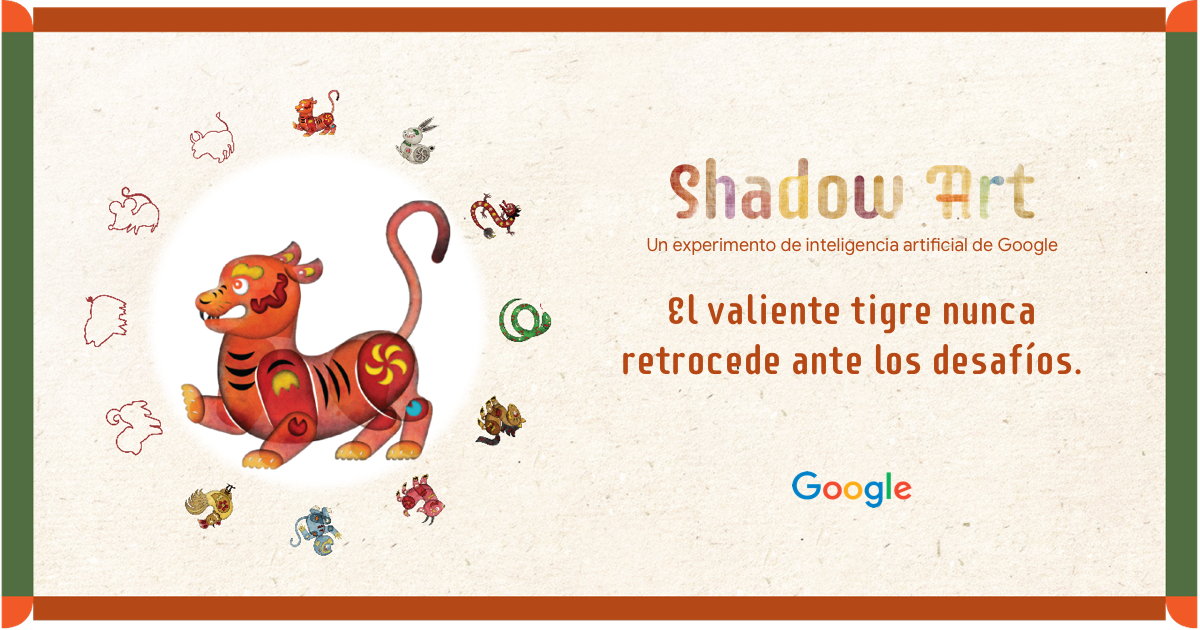 Shadow Art
Un experimento de inteligencia artificial de Google
El valiente tigre nunca
retrocede ante los desafíos.
Google